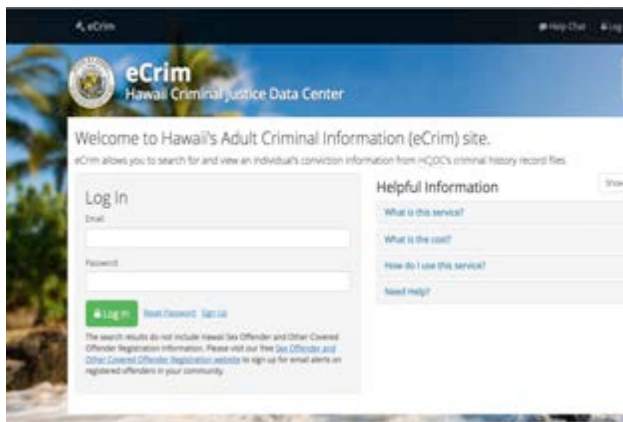 eCrim
Help Chat
Log
eCrim
Hawaii Criminal Justice Data Center
Welcome to Hawaii's Adult Criminal Information (eCrim) site.
eCrim allows you to search for and view an individual's conviction information from HCJDC's criminal history record files.
Log In
Email
Password
Log In Reset Password Sign Up
The search results do not include Hawaii Sex Offender and Other Covered
Offender Registration information. Please visit our free Sex Offender and
Other Covered Offender Registration website to sign up for email alerts on
registered offenders in your community.
Helpful Information
Show
What is this service?
What is the cost?
How do I use this service?
Need Help?